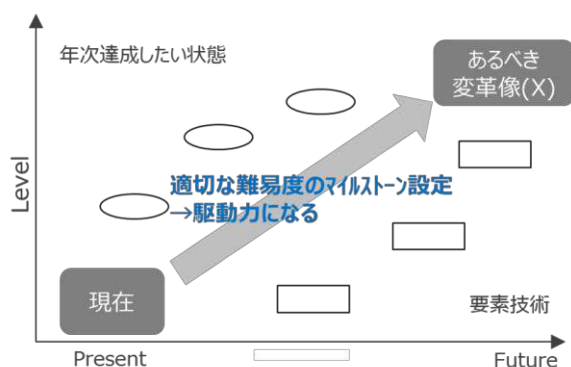 年次達成したい状態
あるべき
変革像(X)
適切な難易度のマイルストーン設定
→駆動力になる
Level
現在
要素技術
Present
Future